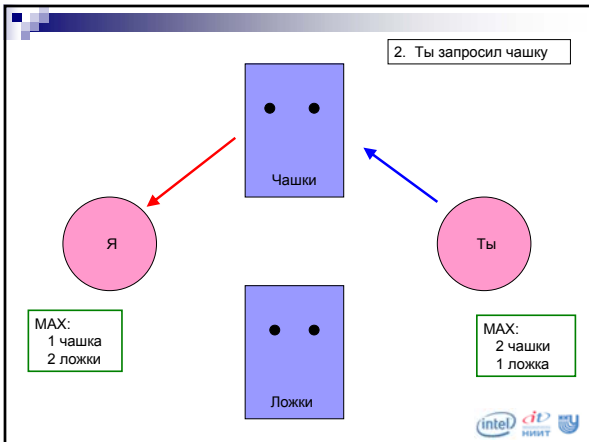 2. Ты запросил чашку
Чашки
Я
Ты
MAX:
1 чашка
2 ложки
MAX:
2 чашки
1 ложка
Ложки
intel
НИИТ